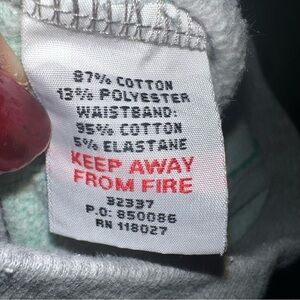 87% COTTON
13% POLYESTER
WAISTBAND:
95% COTTON
5% ELASTANE
KEEP AWAY
FROM FIRE
32337
P.O: 850086
RN 118027